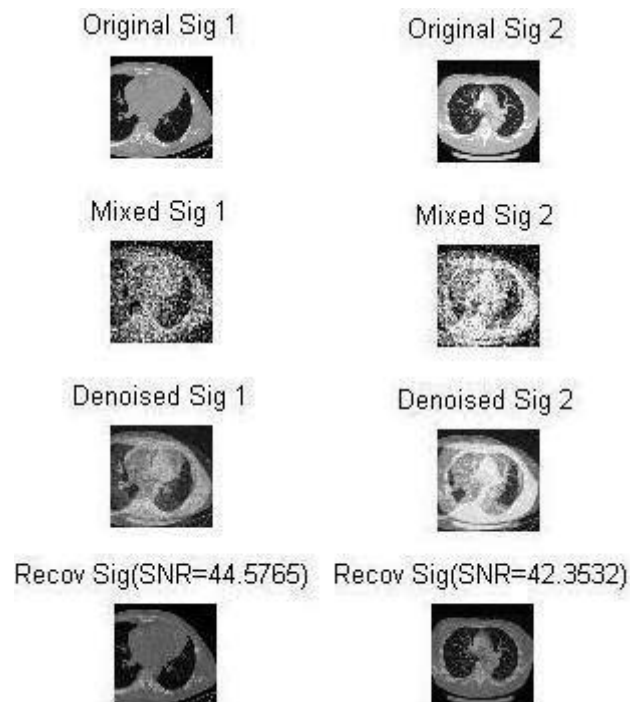 Original Sig 1
Original Sig 2
Mixed Sig 1
Mixed Sig 2
Denoised Sig 1
Denoised Sig 2
Recov Sig(SNR=44.5765)
Recov Sig(SNR=42.3532)